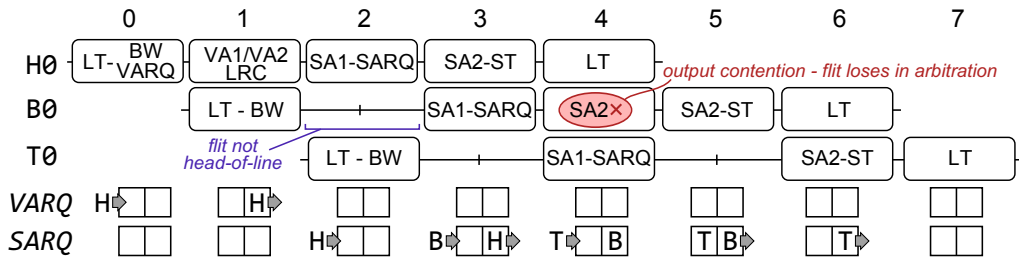 0 1 2 3 4 5 6 7
H0 LT- BW VARQ VA1/VA2 LRC SA1-SARQ SA2-ST LT
output contention - flit loses in arbitration
B0 LT - BW SA1-SARQ SA2× SA2-ST LT
flit not
head-of-line
T0 LT - BW SA1-SARQ SA2-ST LT
VARQ H H
SARQ H B H T B T B T